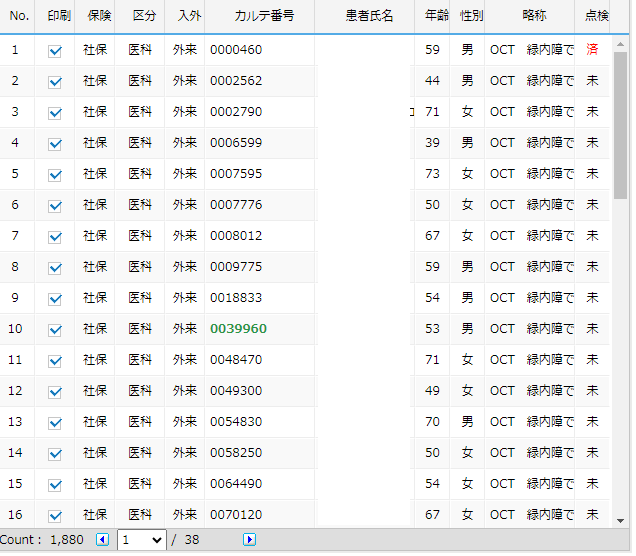 No. 印刷 保険 区分 入外 カルテ番号 患者氏名 年齢 性別 略称 点検
1 社保 医科 外来 0000460 59 男 OCT 緑内障で 済
2 社保 医科 外来 0002562 44 男 OCT 緑内障で 未
3 社保 医科 外来 0002790 71 女 OCT 緑内障で 未
4 社保 医科 外来 0006599 39 男 OCT 緑内障で 未
5 社保 医科 外来 0007595 73 女 OCT 緑内障で 未
6 社保 医科 外来 0007776 50 女 OCT 緑内障で 未
7 社保 医科 外来 0008012 67 女 OCT 緑内障で 未
8 社保 医科 外来 0009775 59 男 OCT 緑内障で 未
9 社保 医科 外来 0018833 54 男 OCT 緑内障で 未
10 社保 医科 外来 0039960 53 男 OCT 緑内障で 未
11 社保 医科 外来 0048470 71 女 OCT 緑内障で 未
12 社保 医科 外来 0049300 49 女 OCT 緑内障で 未
13 社保 医科 外来 0054830 70 男 OCT 緑内障で 未
14 社保 医科 外来 0058250 50 女 OCT 緑内障で 未
15 社保 医科 外来 0064490 54 女 OCT 緑内障で 未
16 社保 医科 外来 0070120 67 女 OCT 緑内障で 未
Count : 1,880 1 / 38